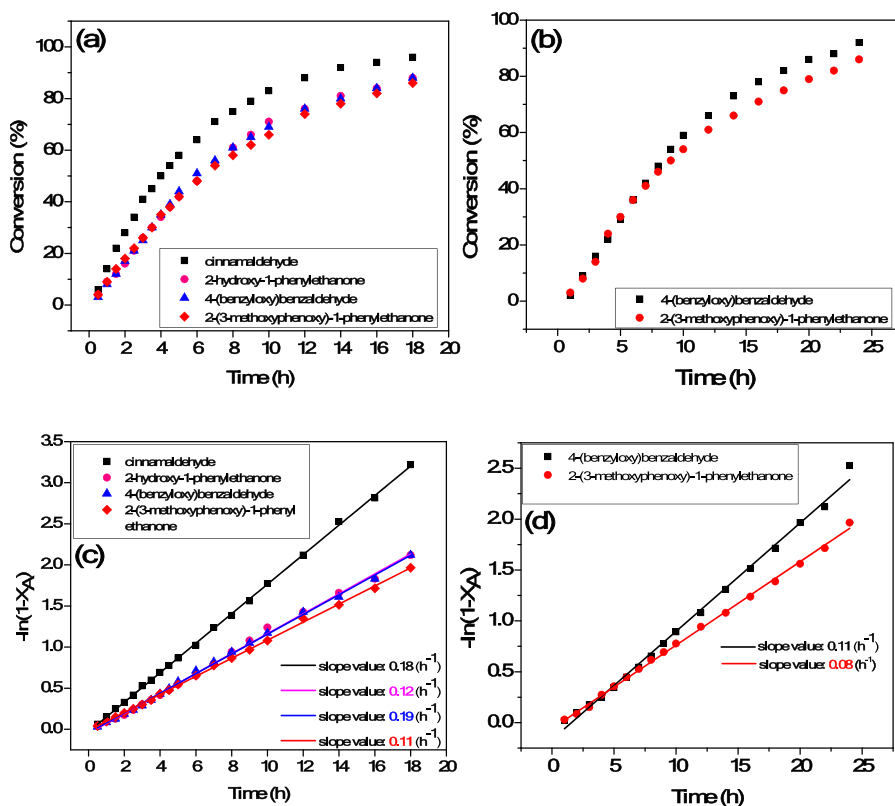 (a)
Conversion (%)
100
80
60
40
20
0
cinnamaldehyde
2-hydroxy-1-phenylethanone
4-(benzyloxy)benzaldehyde
2-(3-methoxyphenoxy)-1-phenylethanone
0 2 4 6 8 10 12 14 16 18 20
Time (h)
(b)
Conversion (%)
100
80
60
40
20
0
4-(benzyloxy)benzaldehyde
2-(3-methoxyphenoxy)-1-phenylethanone
0 5 10 15 20 25
Time (h)
cinnamaldehyde
2-hydroxy-1-phenylethanone
4-(benzyloxy)benzaldehyde
2-(3-methoxyphenoxy)-1-phenyl
ethanone
(c)
-ln(1-XA)
3.5
3.0
2.5
2.0
1.5
1.0
0.5
0.0
slope value: 0.18 (h-1)
slope value: 0.12 (h-1)
slope value: 0.19 (h-1)
slope value: 0.11 (h-1)
0 2 4 6 8 10 12 14 16 18 20
Time (h)
4-(benzyloxy)benzaldehyde
2-(3-methoxyphenoxy)-1-phenylethanone
(d)
-ln(1-XA)
2.5
2.0
1.5
1.0
0.5
0.0
slope value: 0.11 (h-1)
slope value: 0.08 (h-1)
0 5 10 15 20 25
Time (h)